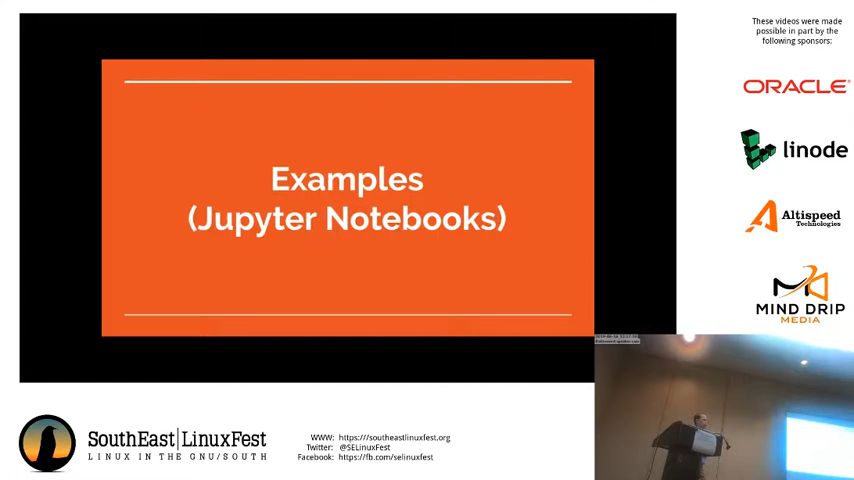 These videos were made
possible in part by the
following sponsors:
ORACLE
linode
Altispeed
Technologies
MIND DRIP
MEDIA
Examples
(Jupyter Notebooks)
SouthEast|LinuxFest
LINUX IN THE GNU/SOUTH
WWW: https:///southeastlinuxfest.org
Twitter: @SELinuxFest
Facebook: https://fb.com/selinuxfest